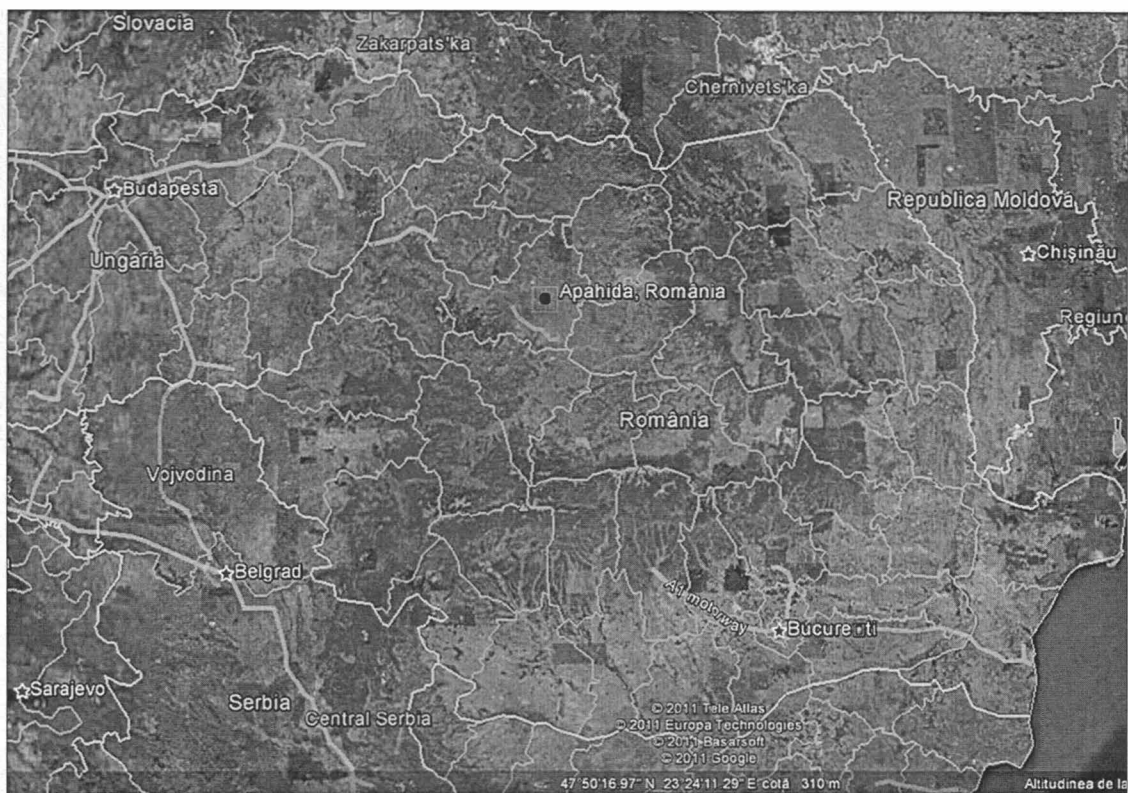 Slovacia
Zakarpats'ka
Chernivets'ka
Budapesta
Republica Moldova
Ungaria
Chişinău
Apahida, România
Regiun
România
Vojvodina
Belgrad
A1 motorway
Bucure ti
Sarajevo
Serbia
Central Serbia
© 2011 Tele Atlas
© 2011 Europa Technologies
© 2011 Basarsoft
© 2011 Google
47°50'16.97" N 23°24'11.29" E cotă 310 m
Altitudinea de la